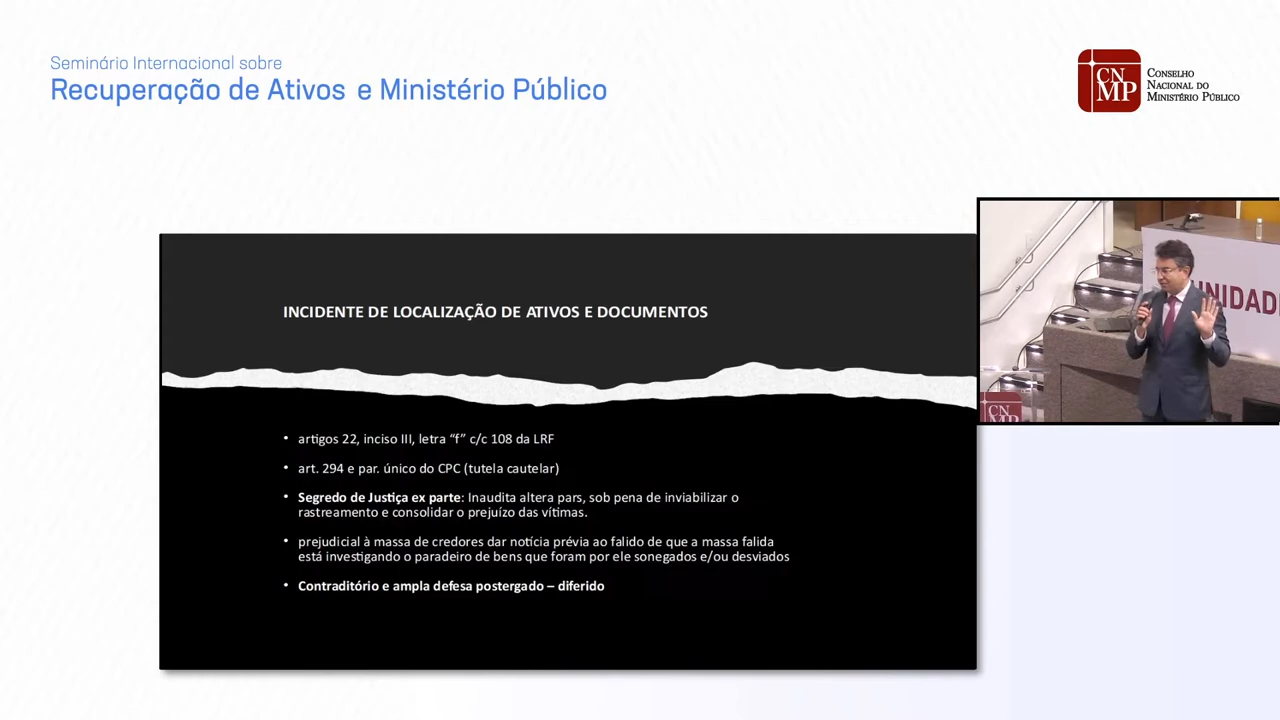 Seminário Internacional sobre
Recuperação de Ativos e Ministério Público
CN
MP
CONSELHO
NACIONAL DO
MINISTÉRIO PÚBLICO
INCIDENTE DE LOCALIZAÇÃO DE ATIVOS E DOCUMENTOS
• artigos 22, inciso III, letra “f” c/c 108 da LRF
• art. 294 e par. único do CPC (tutela cautelar)
• Segredo de Justiça ex parte: Inaudita altera pars, sob pena de inviabilizar o
rastreamento e consolidar o prejuízo das vítimas.
• prejudicial à massa de credores dar notícia prévia ao falido de que a massa falida
está investigando o paradeiro de bens que foram por ele sonegados e/ou desviados
• Contraditório e ampla defesa postergado – diferido
UNIDADE
CN
MP